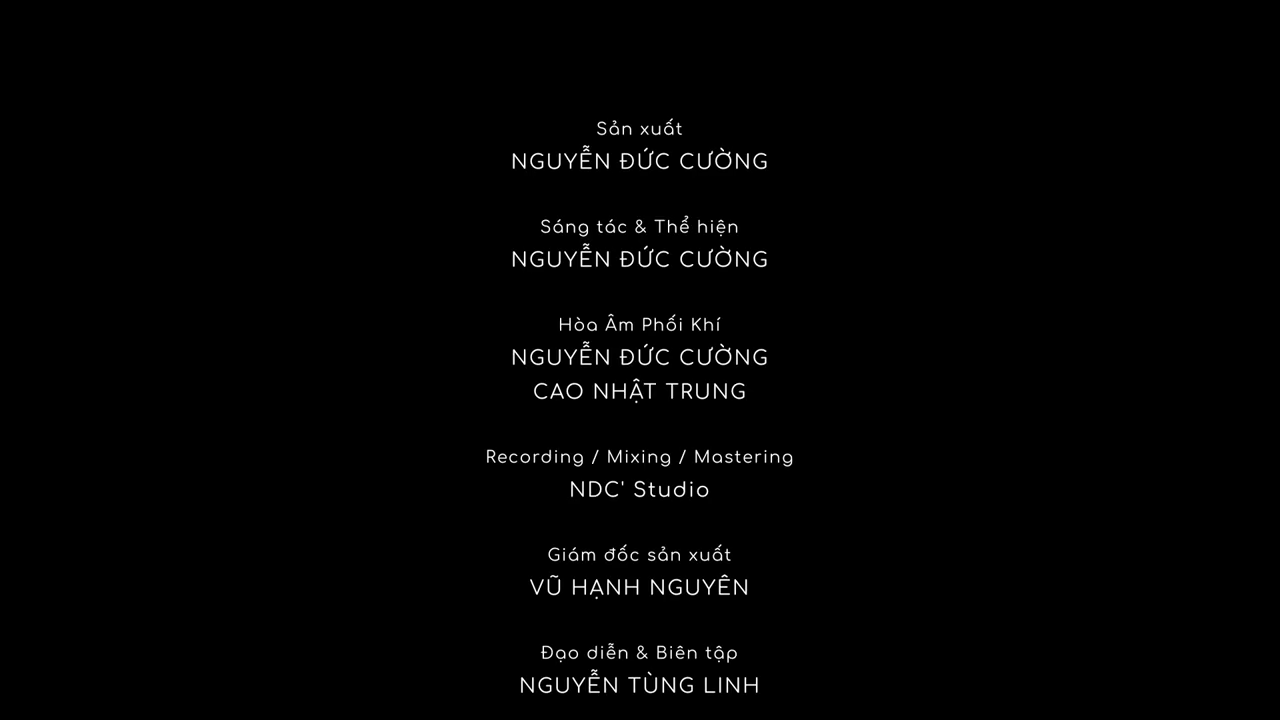 Sản xuất
NGUYỄN ĐỨC CƯỜNG
Sáng tác & Thể hiện
NGUYỄN ĐỨC CƯỜNG
Hòa Âm Phối Khí
NGUYỄN ĐỨC CƯỜNG
CAO NHẬT TRUNG
Recording / Mixing / Mastering
NDC' Studio
Giám đốc sản xuất
VŨ HẠNH NGUYÊN
Đạo diễn & Biên tập
NGUYỄN TÙNG LINH